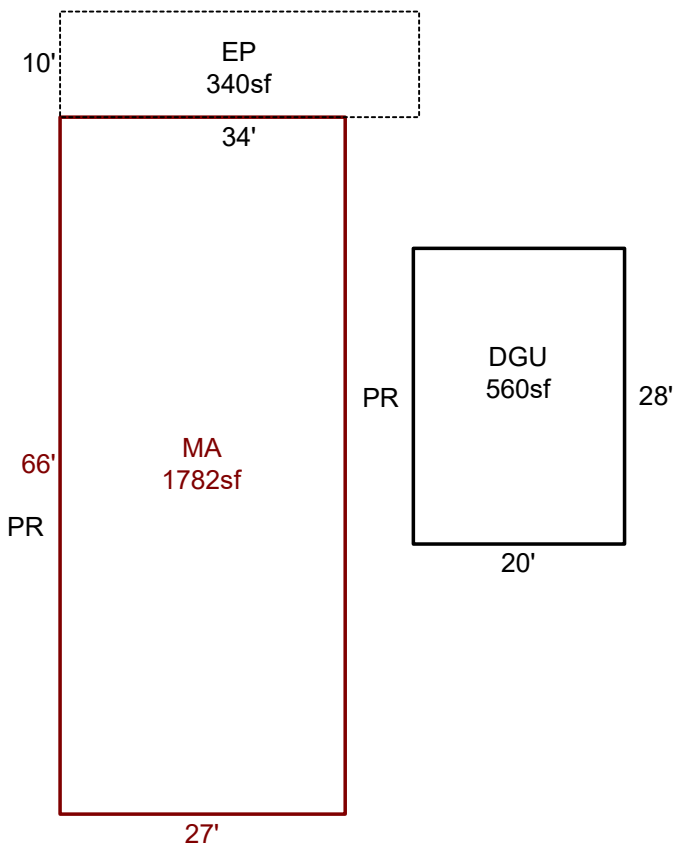 EP
10'
340sf
34'
DGU
PR
560sf
28'
MA
66'
1782sf
PR
20'
27'